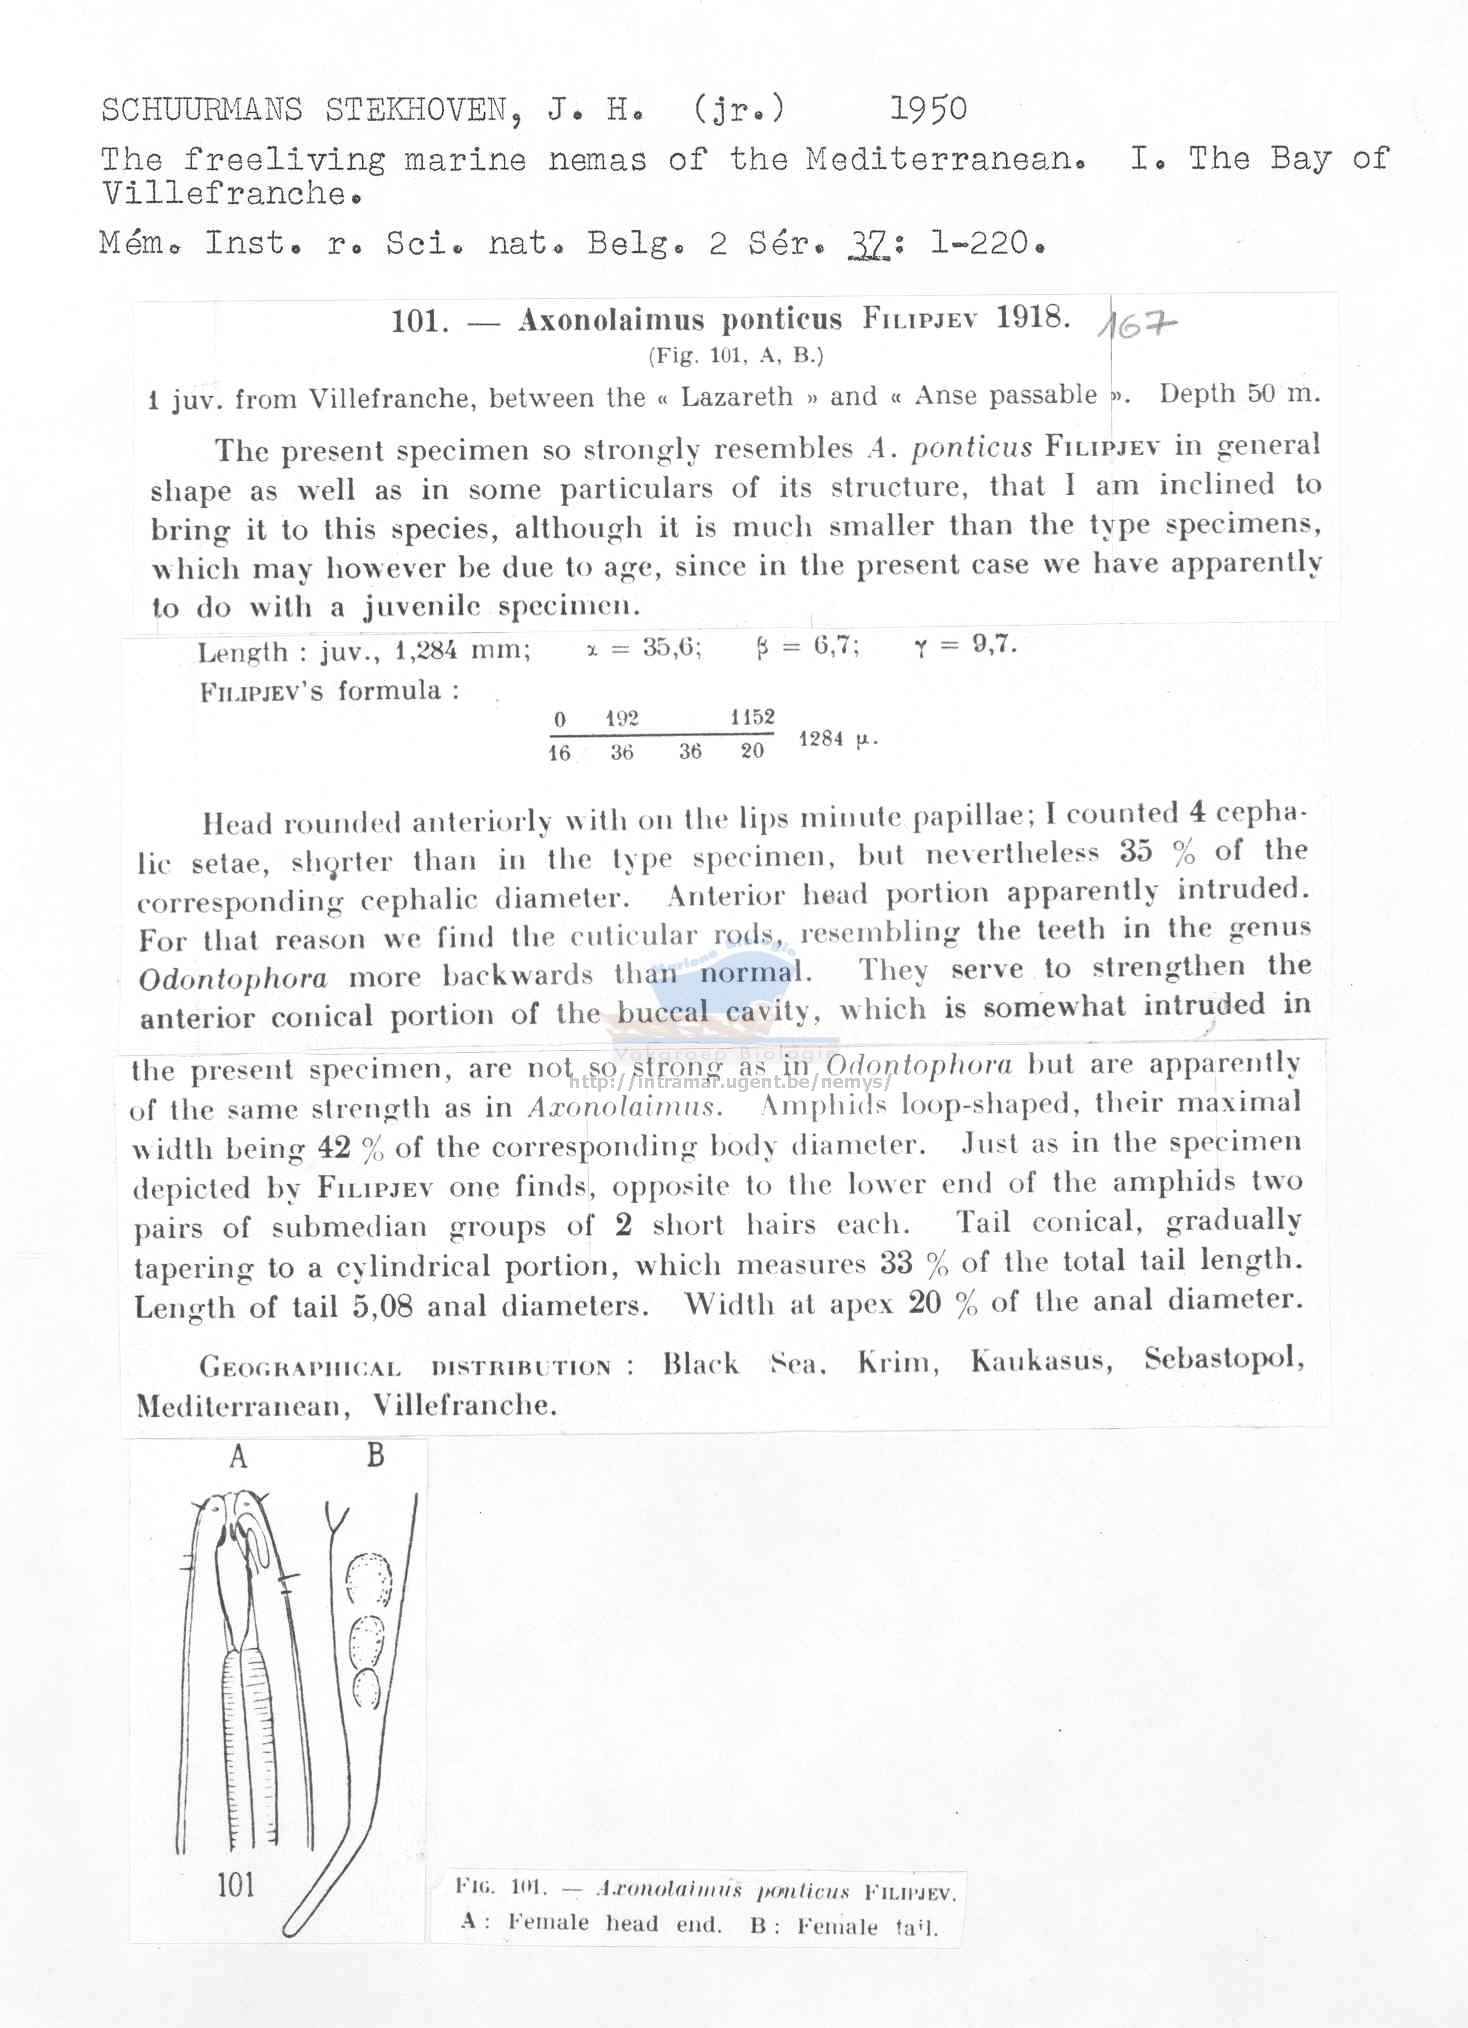 SCHUURMANS STEKHOVEN, J. H. (jr.) 1950
The freeliving marine nemas of the Mediterranean. I. The Bay of
Villefranche.
Mém. Inst. r. Sci. nat. Belg. 2 Sér. 37: 1-220.
101. — Axonolaimus ponticus FILIPJEV 1918. 167
(Fig. 101, A, B.)
1 juv. from Villefranche, between the « Lazareth » and « Anse passable ». Depth 50 m.
The present specimen so strongly resembles A. ponticus FILIPJEV in general
shape as well as in some particulars of its structure, that I am inclined to
bring it to this species, although it is much smaller than the type specimens,
which may however be due to age, since in the present case we have apparently
to do with a juvenile specimen.
Length : juv., 1,284 mm; α = 35,6; β = 6,7; γ = 9,7.
FILIPJEV'S formula :
0 192 1152
16 36 36 20 1284 µ.
Head rounded anteriorly with on the lips minute papillae; I counted 4 cepha-
lic setae, shorter than in the type specimen, but nevertheless 35 % of the
corresponding cephalic diameter. Anterior head portion apparently intruded.
For that reason we find the cuticular rods, resembling the teeth in the genus
Odontophora more backwards than normal. They serve to strengthen the
anterior conical portion of the buccal cavity, which is somewhat intruded in
Mariene Biologie
Vakgroep Biologie
the present specimen, are not so strong as in Odontophora but are apparently
http://intramar.ugent.be/nemys/
of the same strength as in Axonolaimus. Amphids loop-shaped, their maximal
width being 42 % of the corresponding body diameter. Just as in the specimen
depicted by FILIPJEV one finds, opposite to the lower end of the amphids two
pairs of submedian groups of 2 short hairs each. Tail conical, gradually
tapering to a cylindrical portion, which measures 33 % of the total tail length.
Length of tail 5,08 anal diameters. Width at apex 20 % of the anal diameter.
GEOGRAPHICAL DISTRIBUTION : Black Sea. Krim, Kaukasus, Sebastopol,
Mediterranean, Villefranche.
A B
101
FIG. 101. — Axonolaimus ponticus FILIPJEV.
A : Female head end. B : Female tail.